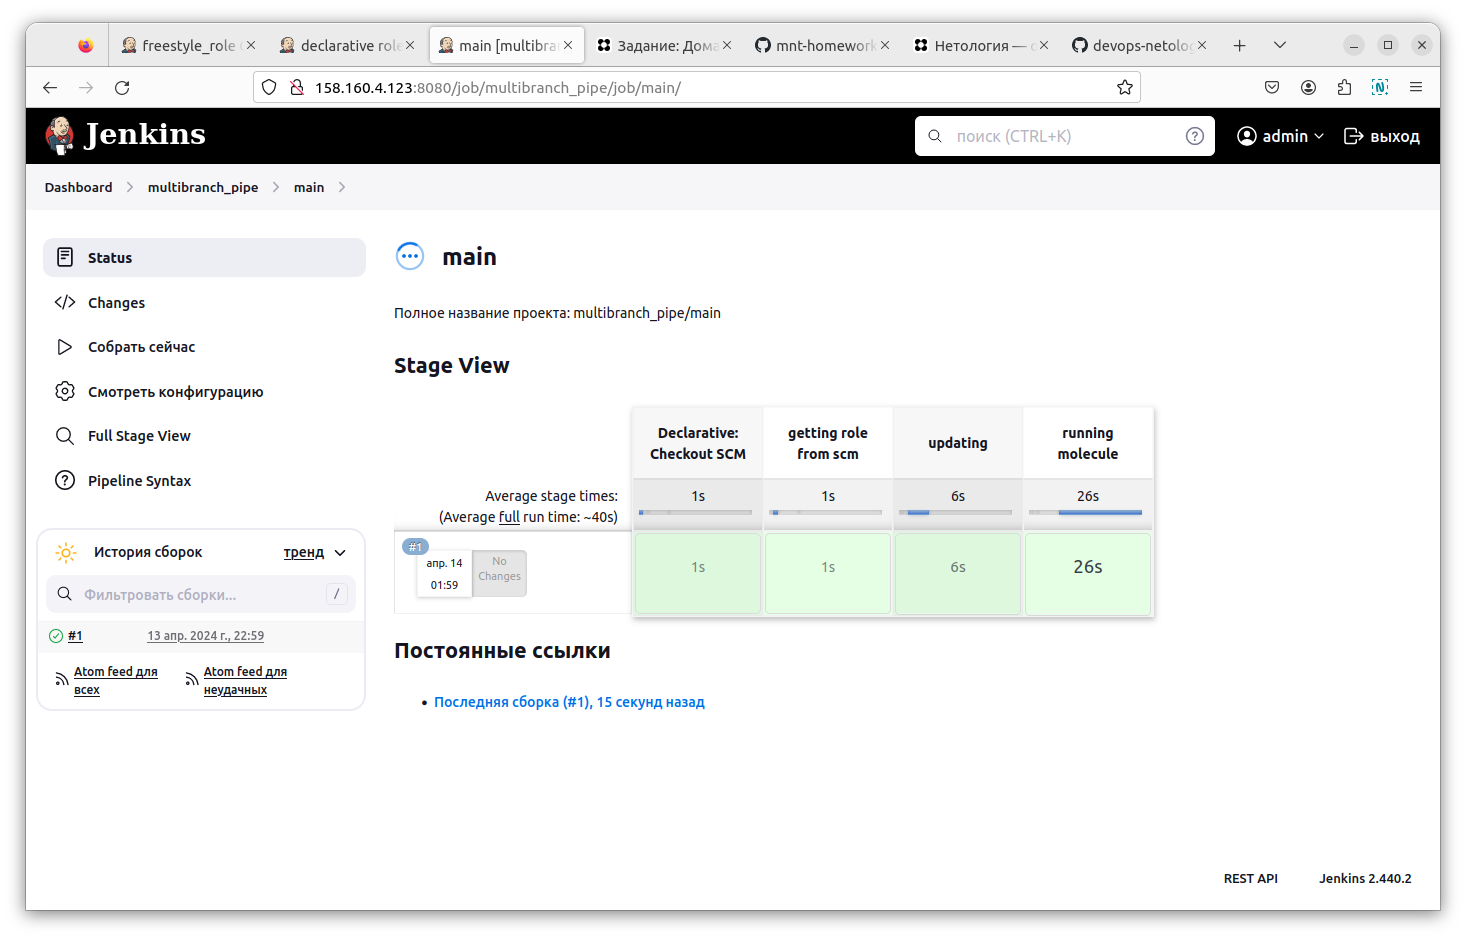 freestyle_role
declarative role
main [multibra
Задание: Дома
mnt-homework
Нетология —
devops-netolog
158.160.4.123:8080/job/multibranch_pipe/job/main/
Jenkins
поиск (CTRL+K)
?
admin
выход
Dashboard
multibranch_pipe
main
Status
Changes
Собрать сейчас
Смотреть конфигурацию
Full Stage View
Pipeline Syntax
История сборок
тренд
Фильтровать сборки...
/
#1
13 апр. 2024 г., 22:59
Atom feed для
всех
Atom feed для
неудачных
main
Полное название проекта: multibranch_pipe/main
Stage View
Declarative:
Checkout SCM
getting role
from scm
updating
running
molecule
Average stage times:
(Average full run time: ~40s)
1s
1s
6s
26s
#1
апр. 14
01:59
No
Changes
1s
1s
6s
26s
Постоянные ссылки
Последняя сборка (#1), 15 секунд назад
REST API
Jenkins 2.440.2